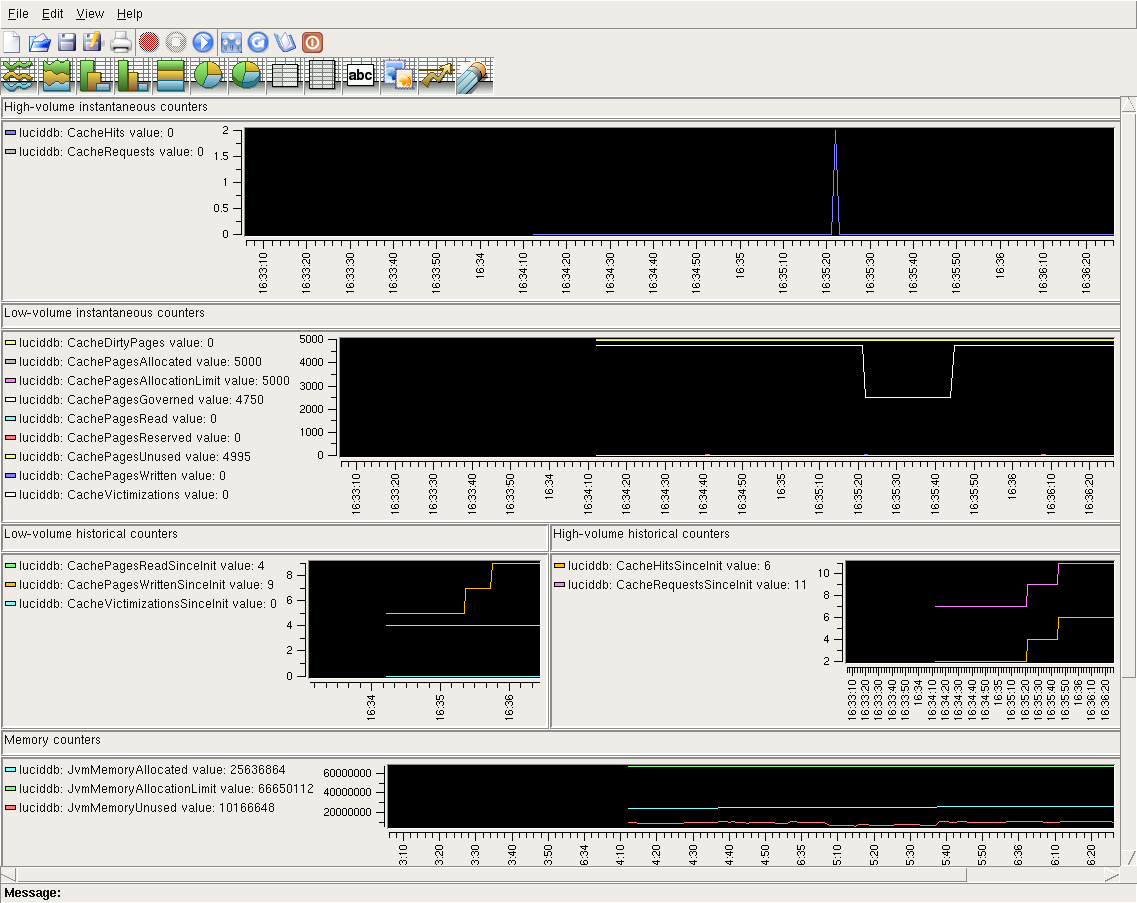 File Edit View Help
abc
High-volume instantaneous counters
luciddb: CacheHits value: 0
luciddb: CacheRequests value: 0
2
1.5
1
0.5
0
16:33:10 16:33:20 16:33:30 16:33:40 16:33:50 16:34 16:34:10 16:34:20 16:34:30 16:34:40 16:34:50 16:35 16:35:10 16:35:20 16:35:30 16:35:40 16:35:50 16:36 16:36:10 16:36:20
Low-volume instantaneous counters
luciddb: CacheDirtyPages value: 0
luciddb: CachePagesAllocated value: 5000
luciddb: CachePagesAllocationLimit value: 5000
luciddb: CachePagesGoverned value: 4750
luciddb: CachePagesRead value: 0
luciddb: CachePagesReserved value: 0
luciddb: CachePagesUnused value: 4995
luciddb: CachePagesWritten value: 0
luciddb: CacheVictimizations value: 0
5000
4000
3000
2000
1000
0
16:33:10 16:33:20 16:33:30 16:33:40 16:33:50 16:34 16:34:10 16:34:20 16:34:30 16:34:40 16:34:50 16:35 16:35:10 16:35:20 16:35:30 16:35:40 16:35:50 16:36 16:36:10 16:36:20
Low-volume historical counters
luciddb: CachePagesReadSinceInit value: 4
luciddb: CachePagesWrittenSinceInit value: 9
luciddb: CacheVictimizationsSinceInit value: 0
8
6
4
2
0
16:34 16:35 16:36
High-volume historical counters
luciddb: CacheHitsSinceInit value: 6
luciddb: CacheRequestsSinceInit value: 11
10
8
6
4
2
16:33:10 16:33:20 16:33:30 16:33:40 16:33:50 16:34 16:34:10 16:34:20 16:34:30 16:34:40 16:34:50 16:35 16:35:10 16:35:20 16:35:30 16:35:40 16:35:50 16:36 16:36:10 16:36:20
Memory counters
luciddb: JvmMemoryAllocated value: 25636864
luciddb: JvmMemoryAllocationLimit value: 66650112
luciddb: JvmMemoryUnused value: 10166648
60000000
40000000
20000000
3:10 3:20 3:30 3:40 3:50 6:34 4:10 4:20 4:30 4:40 4:50 6:35 5:10 5:20 5:30 5:40 5:50 6:36 6:10 6:20
Message: